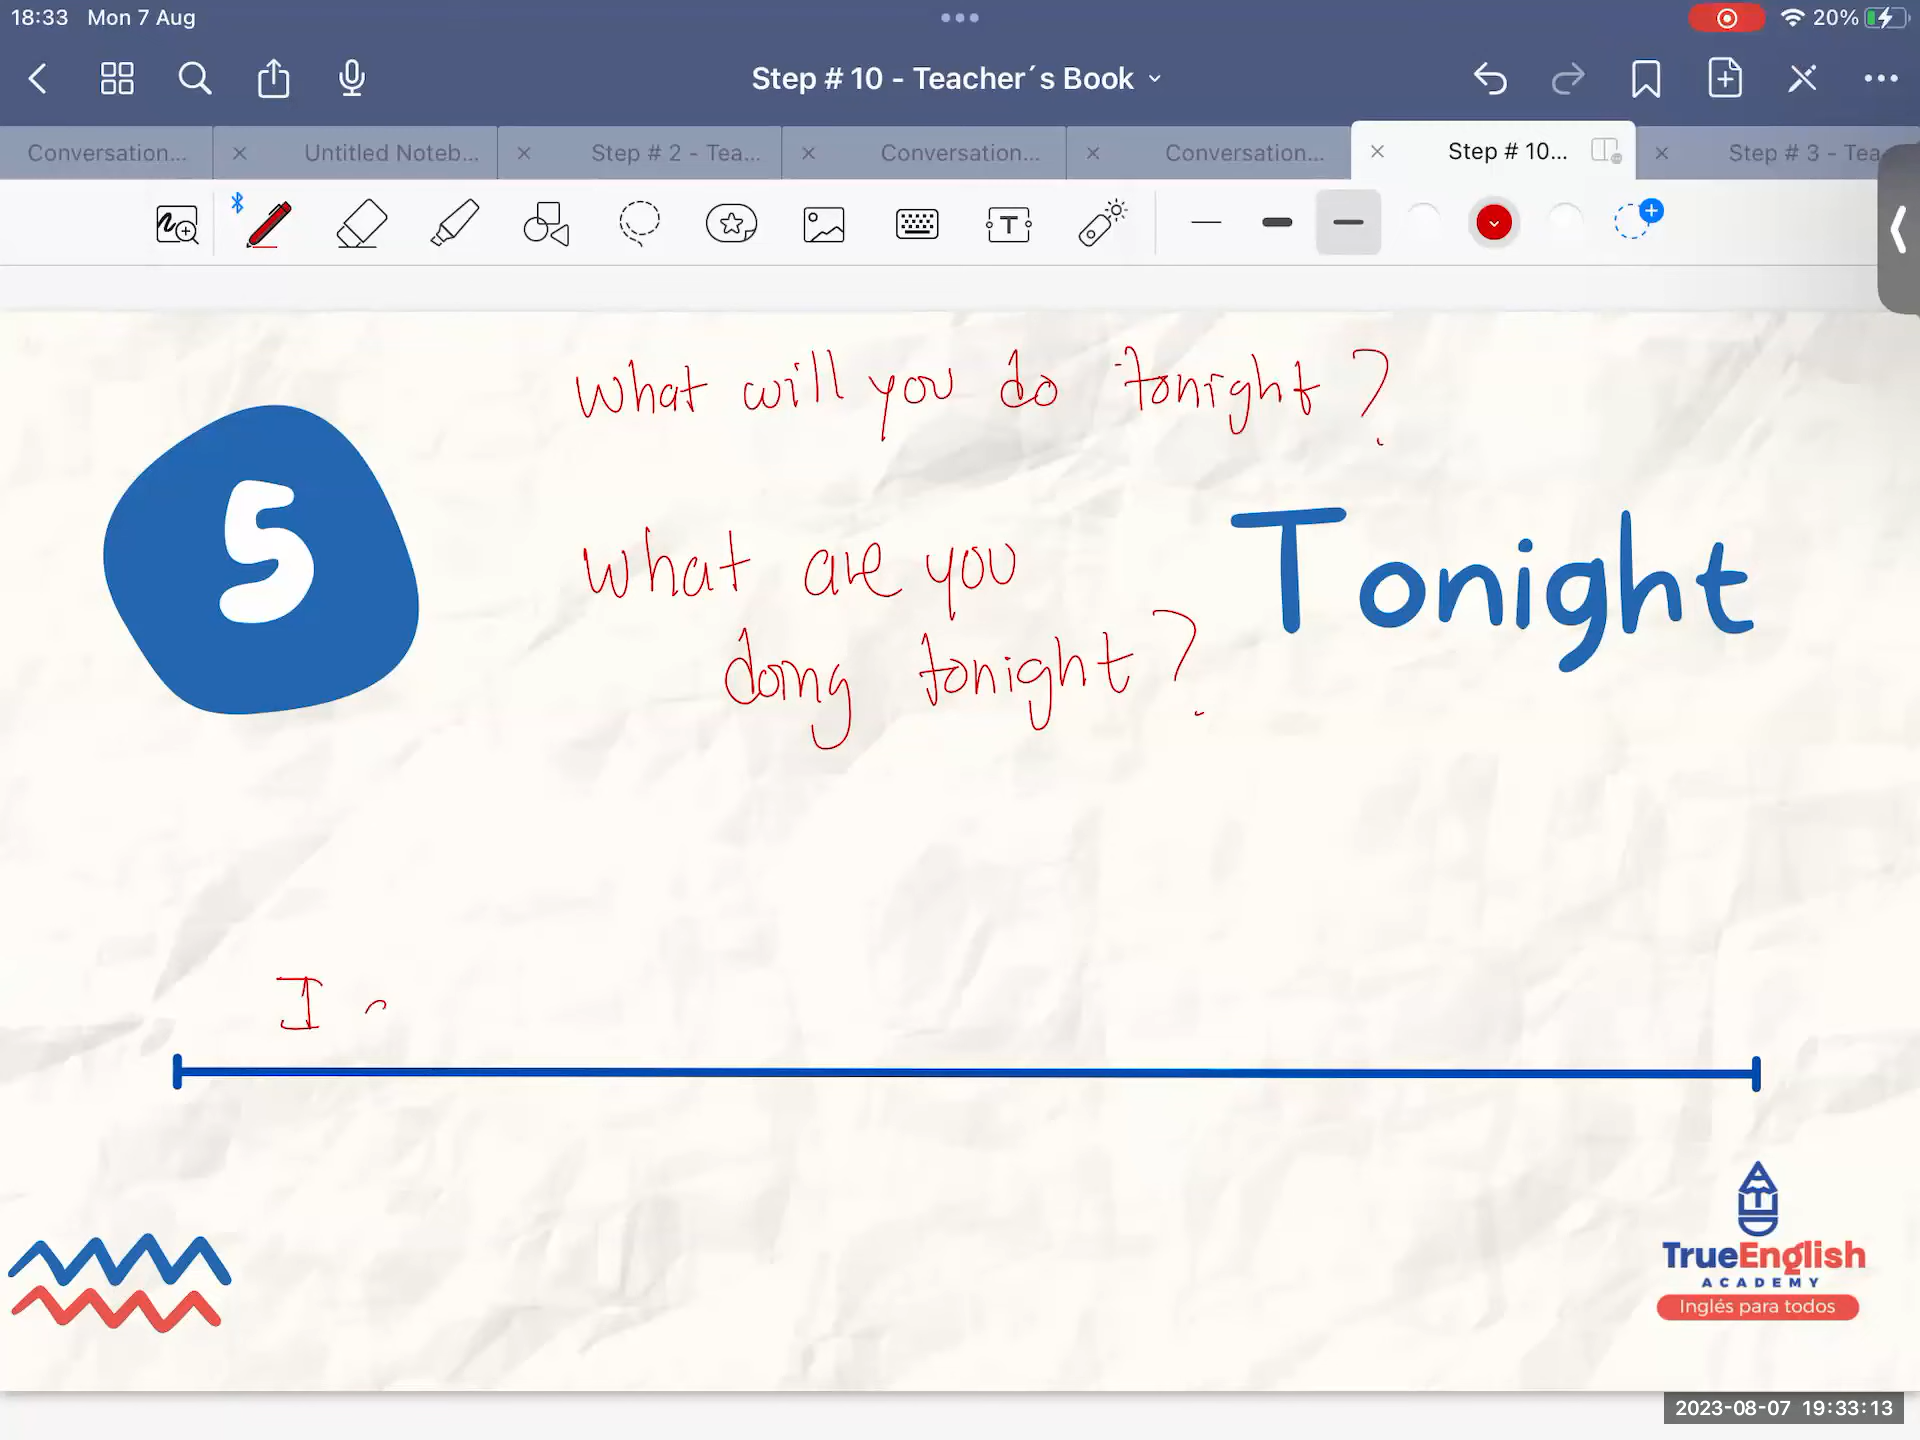 18:33 Mon 7 Aug 20%
Step # 10 - Teacher´s Book
Conversation... Untitled Noteb... Step # 2 - Tea... Conversation... Conversation... Step # 10... Step # 3 - Tea
What will you do tonight?
5
What are you
doing tonight?
Tonight
I
TrueEnglish
ACADEMY
Inglés para todos
2023-08-07 19:33:13